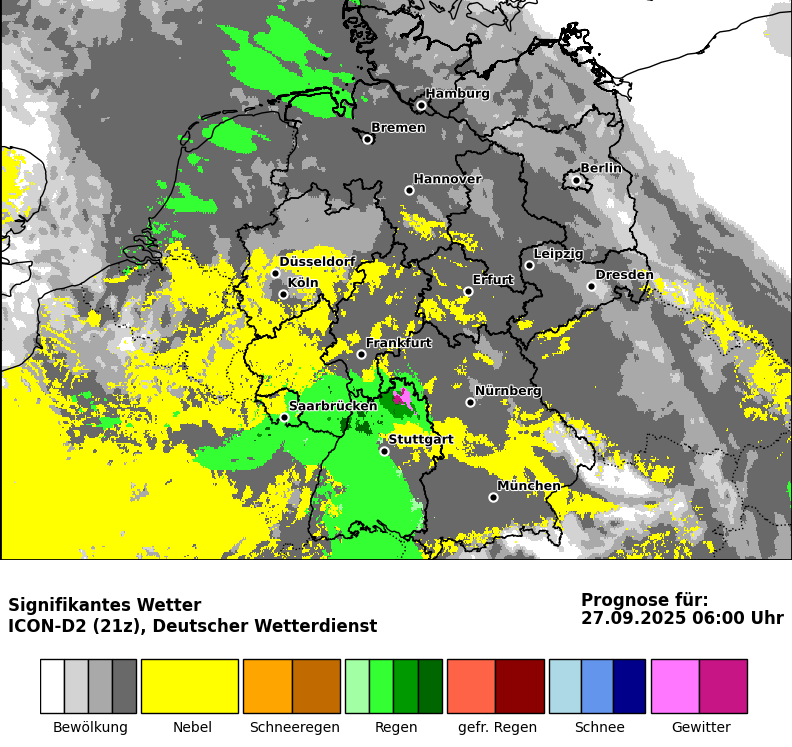 Hamburg
Bremen
Berlin
Hannover
Leipzig
Düsseldorf
Dresden
Köln
Erfurt
Frankfurt
Nürnberg
Saarbrücken
Stuttgart
München
Signifikantes Wetter
ICON-D2 (21z), Deutscher Wetterdienst
Prognose für:
27.09.2025 06:00 Uhr
Bewölkung Nebel Schneeregen Regen gefr. Regen Schnee Gewitter